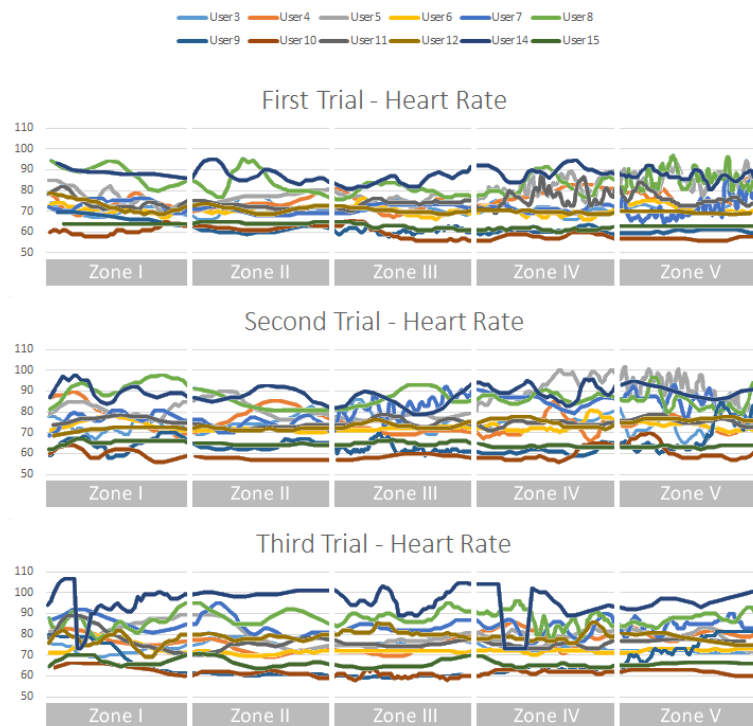 User3 User4 User5 User6 User7 User8
User9 User10 User11 User12 User14 User15
First Trial - Heart Rate
110
100
90
80
70
60
50
Zone I Zone II Zone III Zone IV Zone V
Second Trial - Heart Rate
110
100
90
80
70
60
50
Zone I Zone II Zone III Zone IV Zone V
Third Trial - Heart Rate
110
100
90
80
70
60
50
Zone I Zone II Zone III Zone IV Zone V